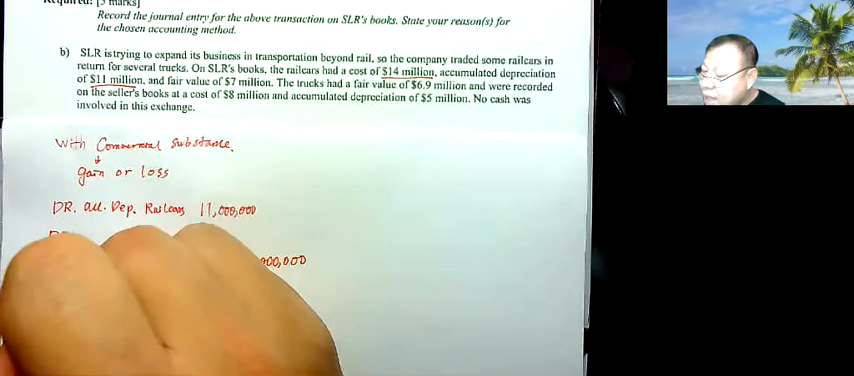 [5 marks]
Record the journal entry for the above transaction on SLR's books. State your reason(s) for
the chosen accounting method.
b) SLR istrying to expand its business in transportation beyond rail, so the company traded some railcars in
return for several trucks. On SLR's books, the railcars had a cost of $14 million, accumulated depreciation
of $11 million, and fair value of $7 million. The trucks had a fair value of $6.9 million and were recorded
on the seller's books at a cost of $8 million and accumulated depreciation of $5 million. No cash was
involved in this exchange.
With Commercial Substance.
gain or loss
DR. acc. Dep. Railcars 11,000,000
900,000